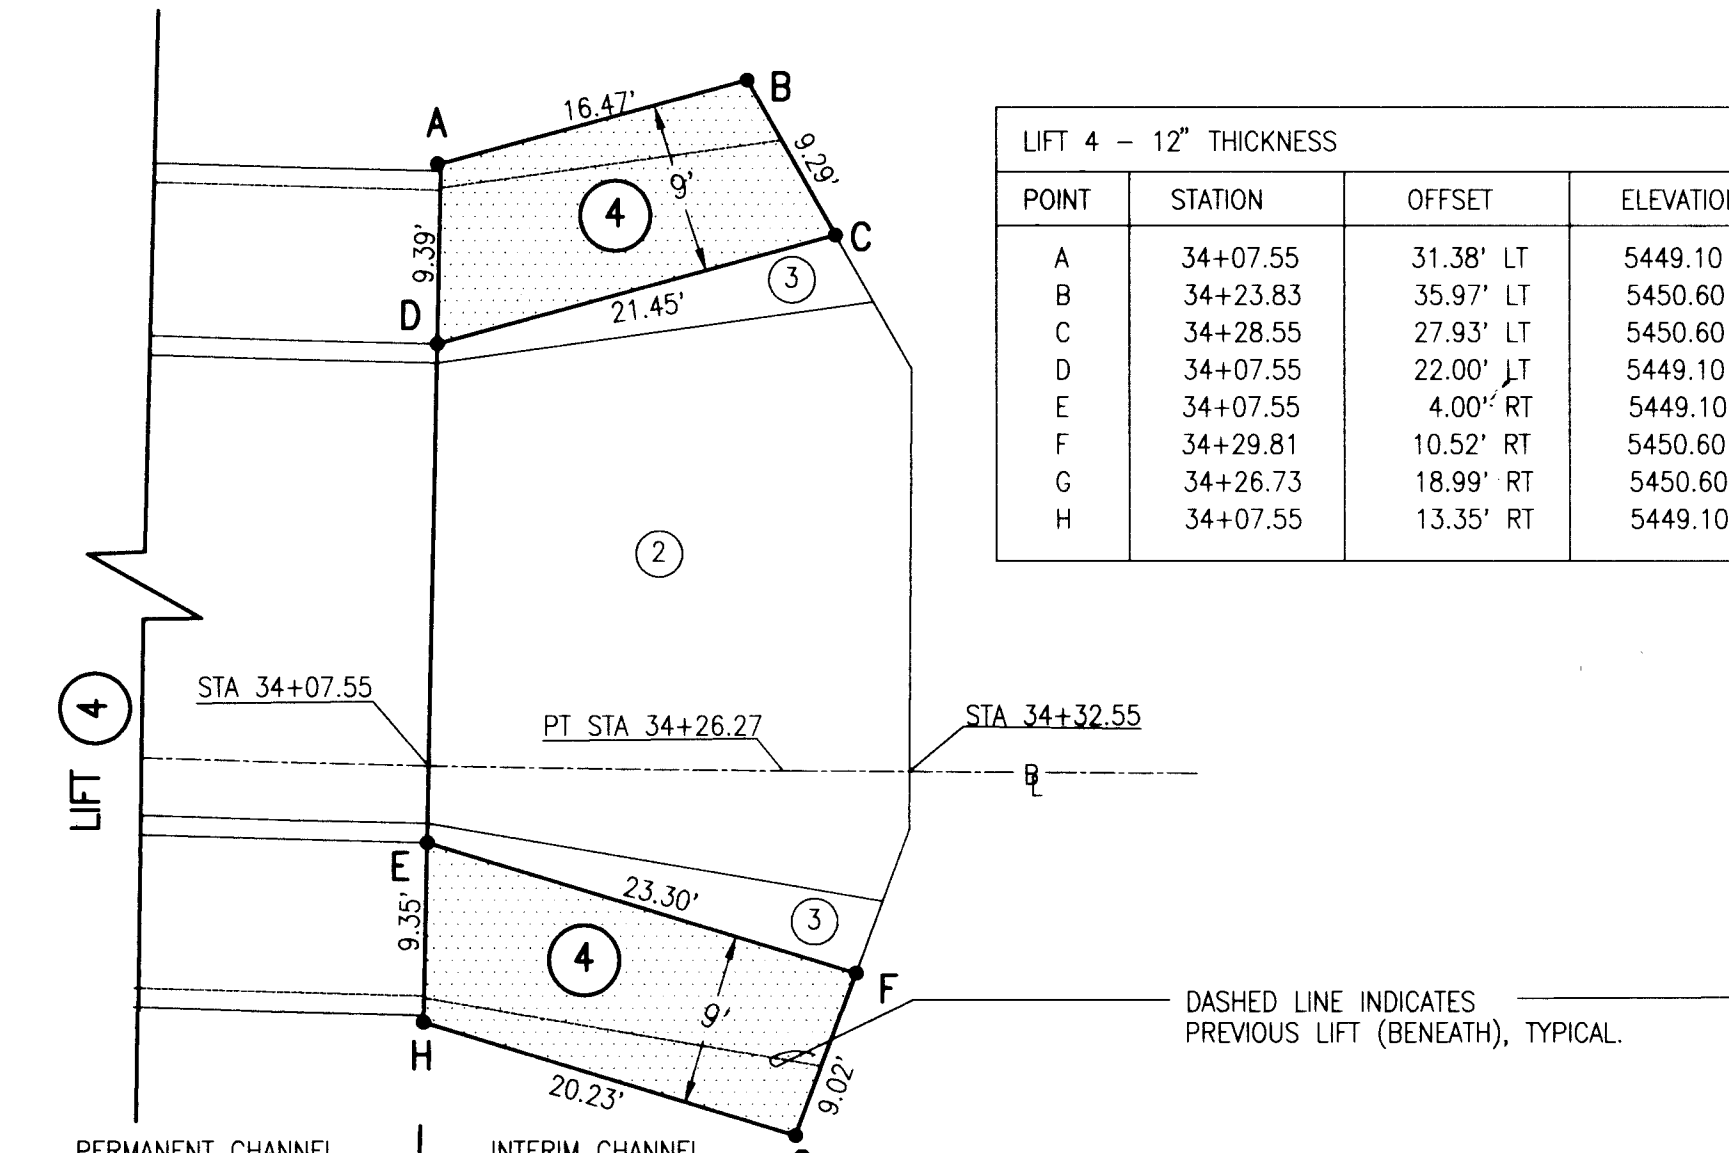 A
16.47'
B
9.29'
9'
4
9.39'
C
3
D
21.45'
2
LIFT 4 – 12" THICKNESS
POINT STATION OFFSET ELEVATION
A 34+07.55 31.38' LT 5449.10
B 34+23.83 35.97' LT 5450.60
C 34+28.55 27.93' LT 5450.60
D 34+07.55 22.00' LT 5449.10
E 34+07.55 4.00' RT 5449.10
F 34+29.81 10.52' RT 5450.60
G 34+26.73 18.99' RT 5450.60
H 34+07.55 13.35' RT 5449.10
LIFT 4
STA 34+07.55
PT STA 34+26.27
STA 34+32.55
BL
E
23.30'
9.35'
3
4
F
9'
H
20.23'
9.02'
DASHED LINE INDICATES
PREVIOUS LIFT (BENEATH), TYPICAL.
PERMANENT CHANNEL
INTERIM CHANNEL